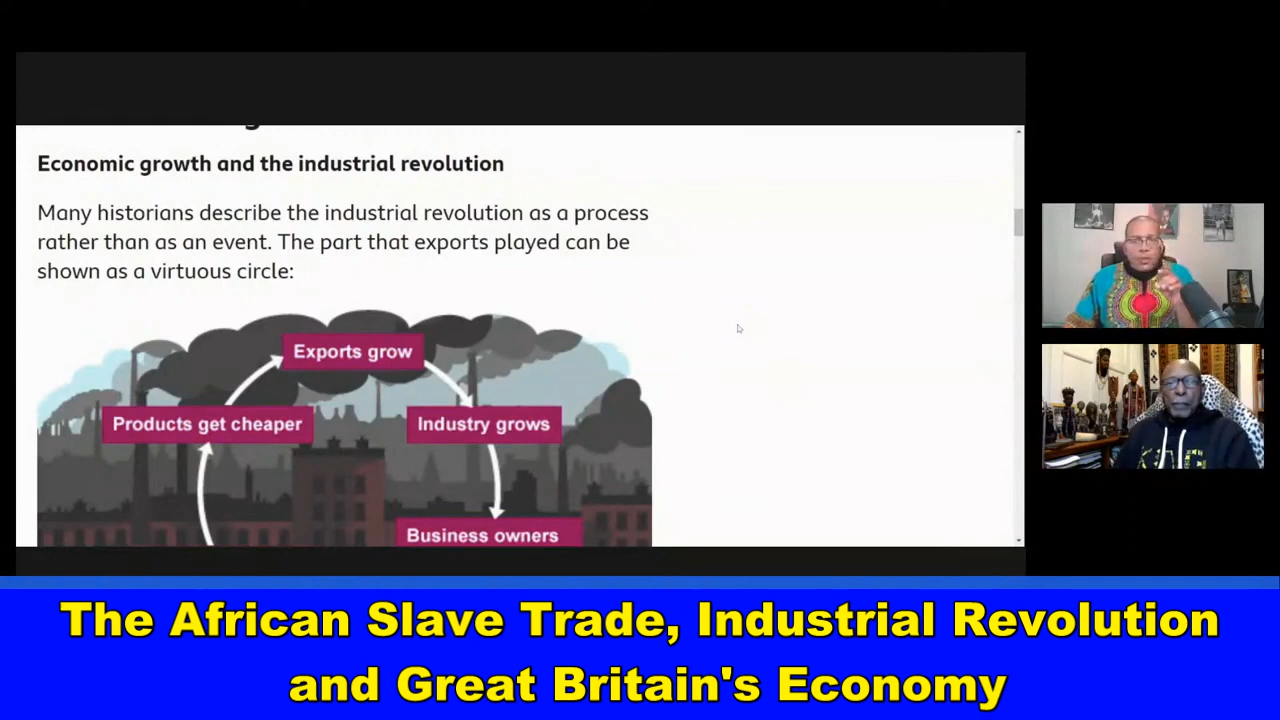 Economic growth and the industrial revolution
Many historians describe the industrial revolution as a process
rather than as an event. The part that exports played can be
shown as a virtuous circle:
Exports grow
Products get cheaper
Industry grows
Business owners
The African Slave Trade, Industrial Revolution
and Great Britain's Economy